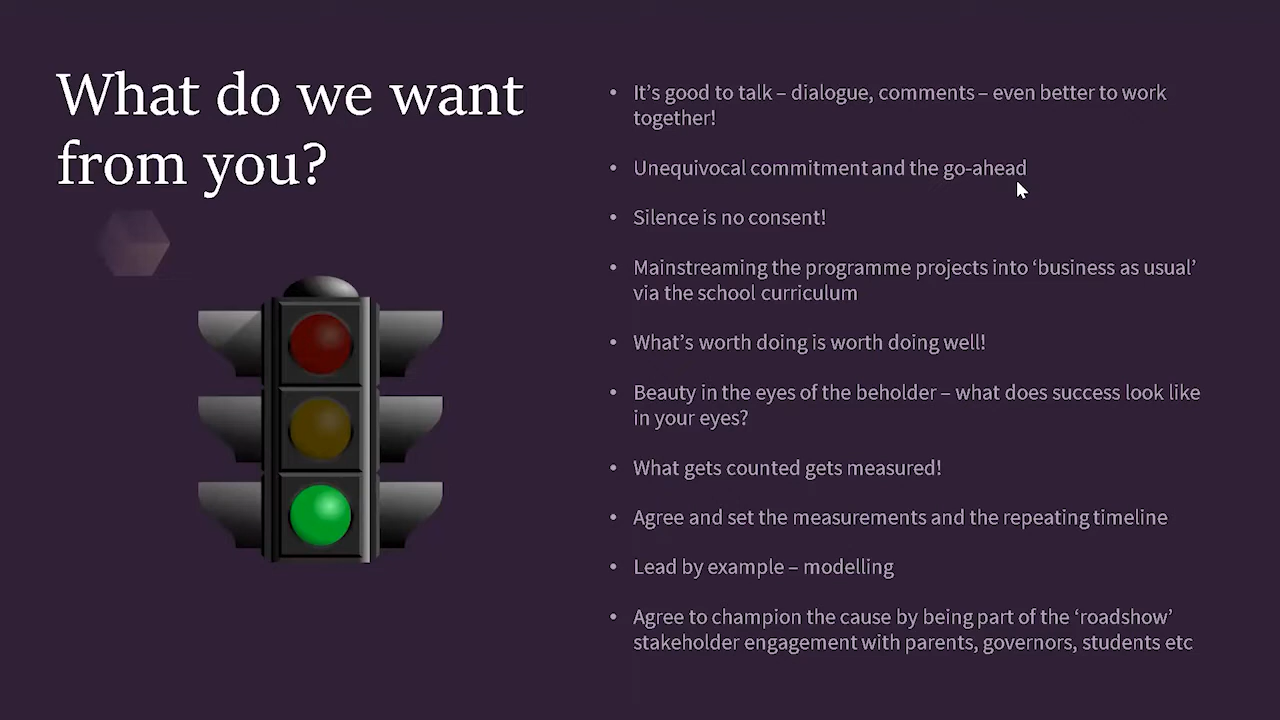 What do we want
from you?
• It’s good to talk – dialogue, comments – even better to work
together!
• Unequivocal commitment and the go-ahead
• Silence is no consent!
• Mainstreaming the programme projects into ‘business as usual’
via the school curriculum
• What’s worth doing is worth doing well!
• Beauty in the eyes of the beholder – what does success look like
in your eyes?
• What gets counted gets measured!
• Agree and set the measurements and the repeating timeline
• Lead by example – modelling
• Agree to champion the cause by being part of the ‘roadshow’
stakeholder engagement with parents, governors, students etc